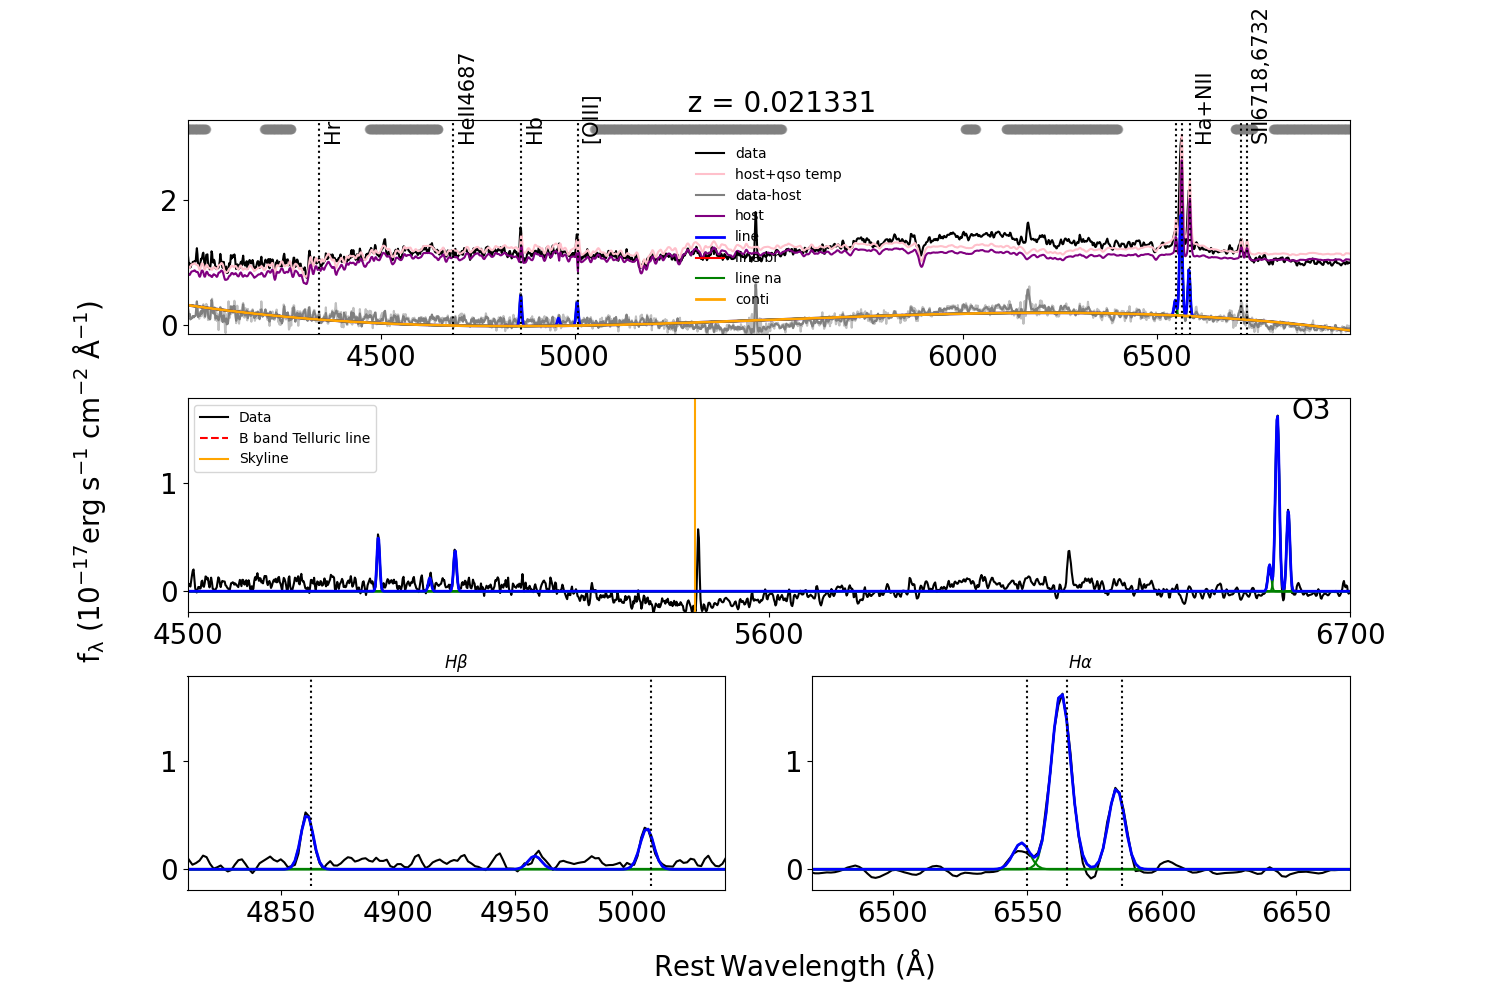 z = 0.021331
Hr
HeII4687
Hb
[OIII]
Ha+NII
SII6718,6732
data
host+qso temp
data-host
host
line
line br
line na
conti
2
0
4500 5000 5500 6000 6500
Data
B band Telluric line
Skyline
O3
1
0
4500 5600 6700
fλ (10⁻¹⁷erg s⁻¹ cm⁻² Å⁻¹)
Hβ
1
0
4850 4900 4950 5000
Hα
1
0
6500 6550 6600 6650
Rest Wavelength (Å)